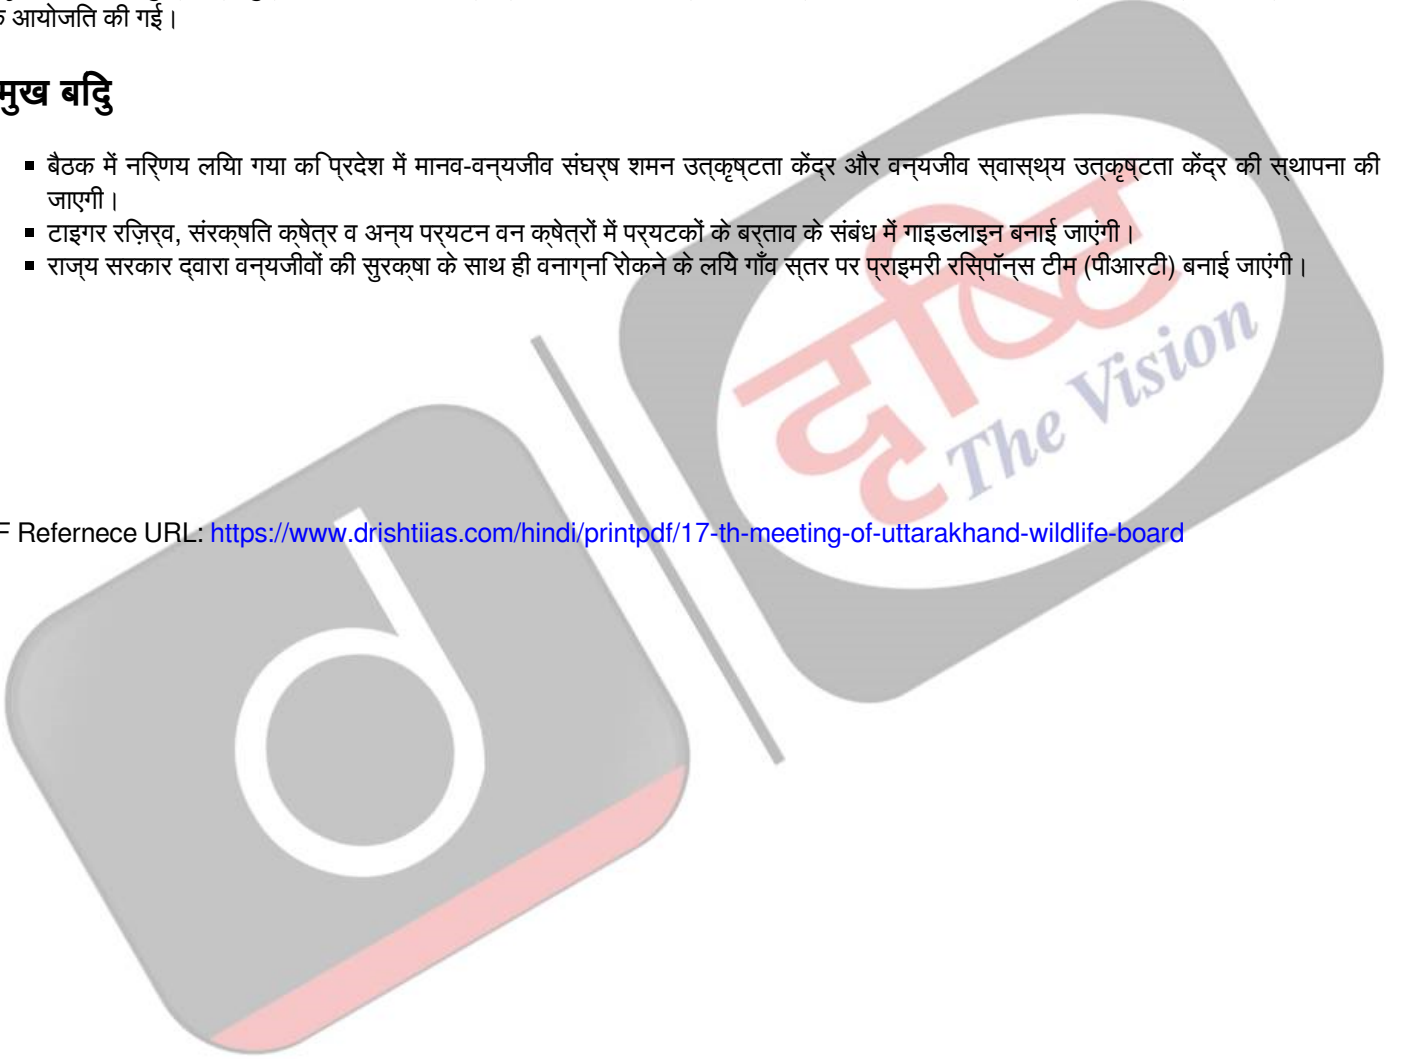 क आयोजित की गई।
मुख बिंदु
▪ बैठक में निर्णय लिया गया कि प्रदेश में मानव-वन्यजीव संघर्ष शमन उत्कृष्टता केंद्र और वन्यजीव स्वास्थ्य उत्कृष्टता केंद्र की स्थापना की
जाएगी।
▪ टाइगर रिज़र्व, संरक्षित क्षेत्र व अन्य पर्यटन वन क्षेत्रों में पर्यटकों के बर्ताव के संबंध में गाइडलाइन बनाई जाएंगी।
▪ राज्य सरकार द्वारा वन्यजीवों की सुरक्षा के साथ ही वनाग्नि रोकने के लिये गाँव स्तर पर प्राइमरी रिस्पॉन्स टीम (पीआरटी) बनाई जाएंगी।
दृष्टि
The Vision
F Refernece URL: https://www.drishtiias.com/hindi/printpdf/17-th-meeting-of-uttarakhand-wildlife-board
d